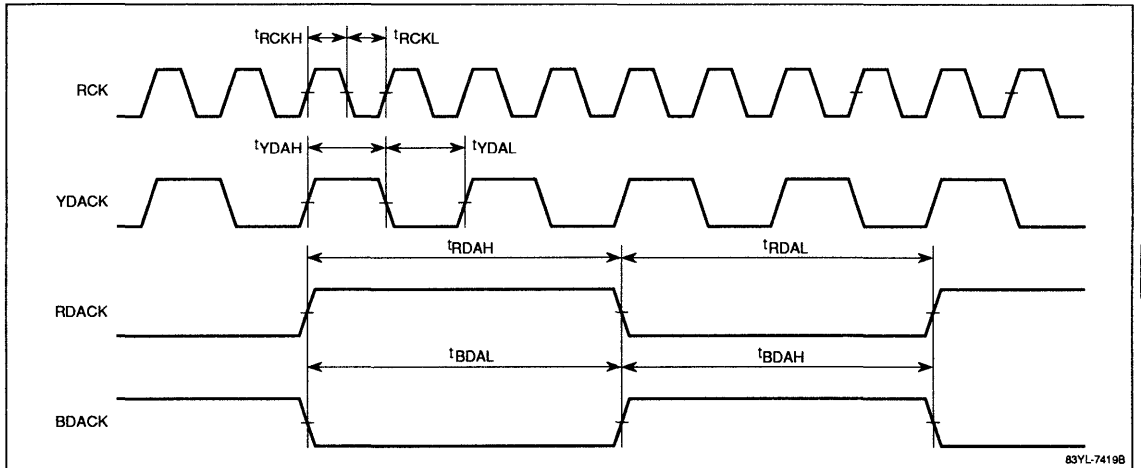 tRCKH tRCKL
RCK
tYDAH tYDAL
YDACK
tRDAH tRDAL
RDACK
tBDAL tBDAH
BDACK
83YL-7419B